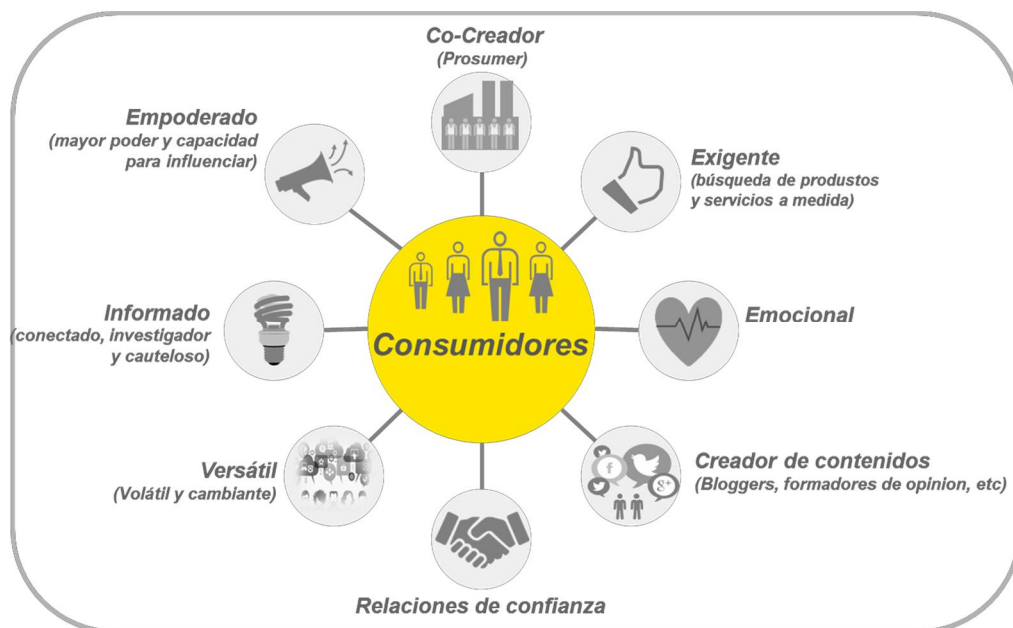 Co-Creador
(Prosumer)
Empoderado
(mayor poder y capacidad
para influenciar)
Exigente
(búsqueda de produstos
y servicios a medida)
Informado
(conectado, investigador
y cauteloso)
Consumidores
Emocional
Versátil
(Volátil y cambiante)
Creador de contenidos
(Bloggers, formadores de opinion, etc)
f
g+
Relaciones de confianza